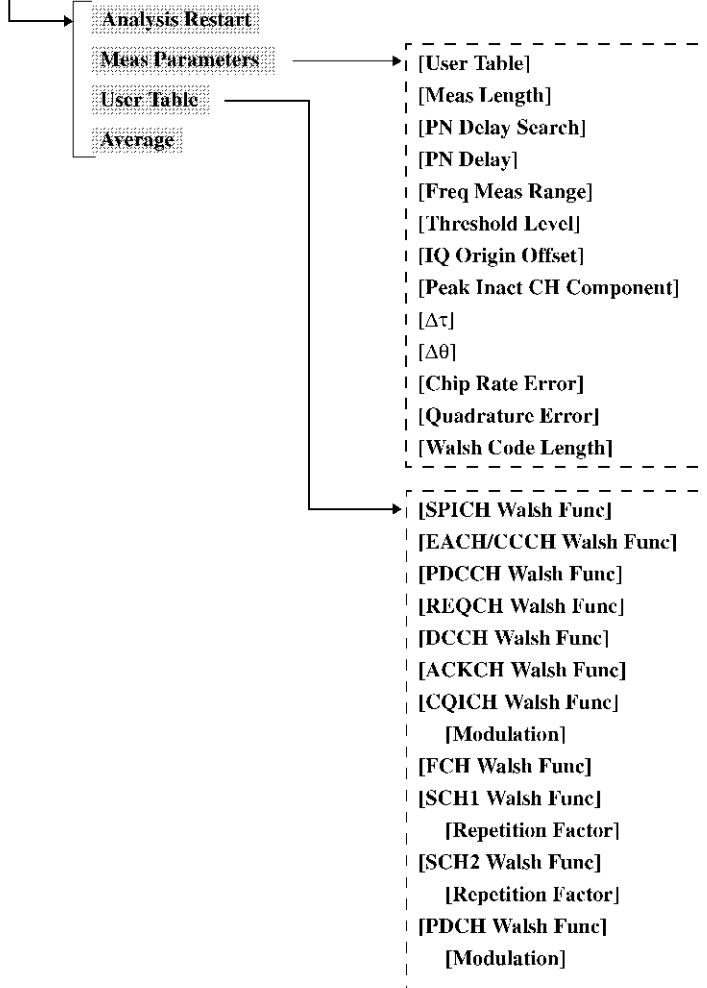 Analysis Restart
Meas Parameters
User Table
Average
[User Table]
[Meas Length]
[PN Delay Search]
[PN Delay]
[Freq Meas Range]
[Threshold Level]
[IQ Origin Offset]
[Peak Inact CH Component]
[Δτ]
[Δθ]
[Chip Rate Error]
[Quadrature Error]
[Walsh Code Length]
[SPICH Walsh Func]
[EACH/CCCH Walsh Func]
[PDCCH Walsh Func]
[REQCH Walsh Func]
[DCCH Walsh Func]
[ACKCH Walsh Func]
[CQICH Walsh Func]
[Modulation]
[FCH Walsh Func]
[SCH1 Walsh Func]
[Repetition Factor]
[SCH2 Walsh Func]
[Repetition Factor]
[PDCH Walsh Func]
[Modulation]